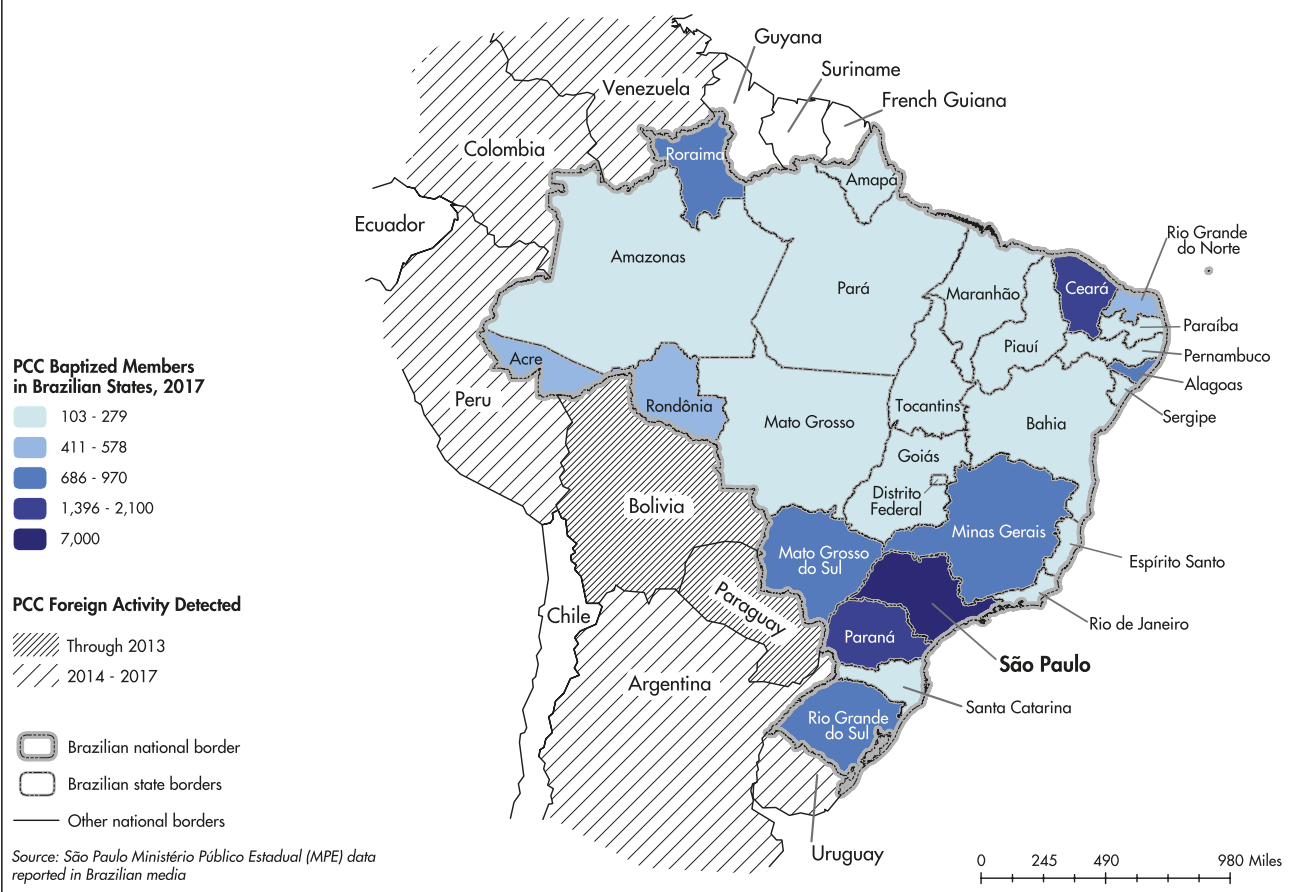 Guyana
Suriname
French Guiana
Venezuela
Colombia
Roraima
Amapá
Ecuador
Rio Grande
do Norte
Amazonas
Pará
Maranhão
Ceará
Paraíba
Piauí
Pernambuco
Alagoas
Sergipe
Acre
Peru
Rondônia
Mato Grosso
Tocantins
Bahia
Goiás
Distrito
Federal
Bolivia
Minas Gerais
Mato Grosso
do Sul
Espírito Santo
Paraguay
Chile
Rio de Janeiro
Paraná
São Paulo
Argentina
Santa Catarina
Rio Grande
do Sul
Uruguay
PCC Baptized Members
in Brazilian States, 2017
103 - 279
411 - 578
686 - 970
1,396 - 2,100
7,000
PCC Foreign Activity Detected
Through 2013
2014 - 2017
Brazilian national border
Brazilian state borders
Other national borders
Source: São Paulo Ministério Público Estadual (MPE) data
reported in Brazilian media
0 245 490 980 Miles